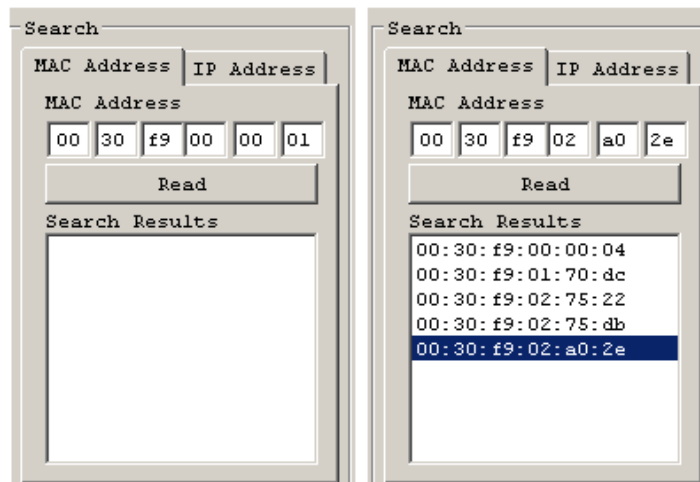 Search
MAC Address IP Address
MAC Address
00 30 f9 00 00 01
Read
Search Results
Search
MAC Address IP Address
MAC Address
00 30 f9 02 a0 2e
Read
Search Results
00:30:f9:00:00:04
00:30:f9:01:70:dc
00:30:f9:02:75:22
00:30:f9:02:75:db
00:30:f9:02:a0:2e